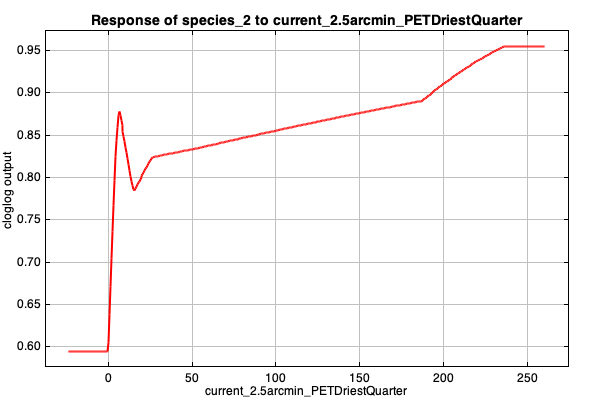 Response of species_2 to current_2.5arcmin_PETDriestQuarter
cloglog output
0.95
0.90
0.85
0.80
0.75
0.70
0.65
0.60
0 50 100 150 200 250
current_2.5arcmin_PETDriestQuarter